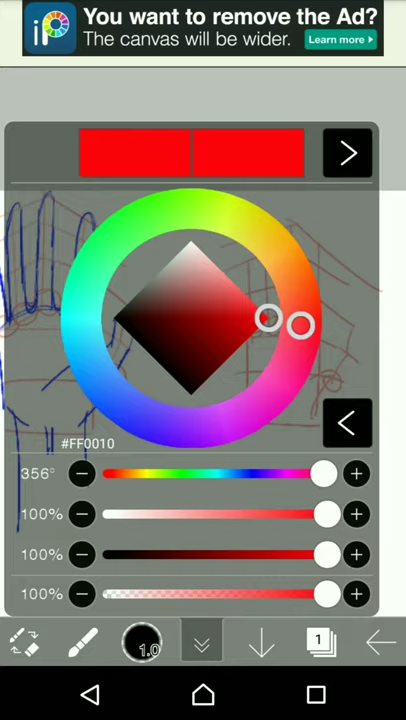 iP
You want to remove the Ad?
The canvas will be wider.
Learn more
#FF0010
356°
100%
100%
100%
1.0
1